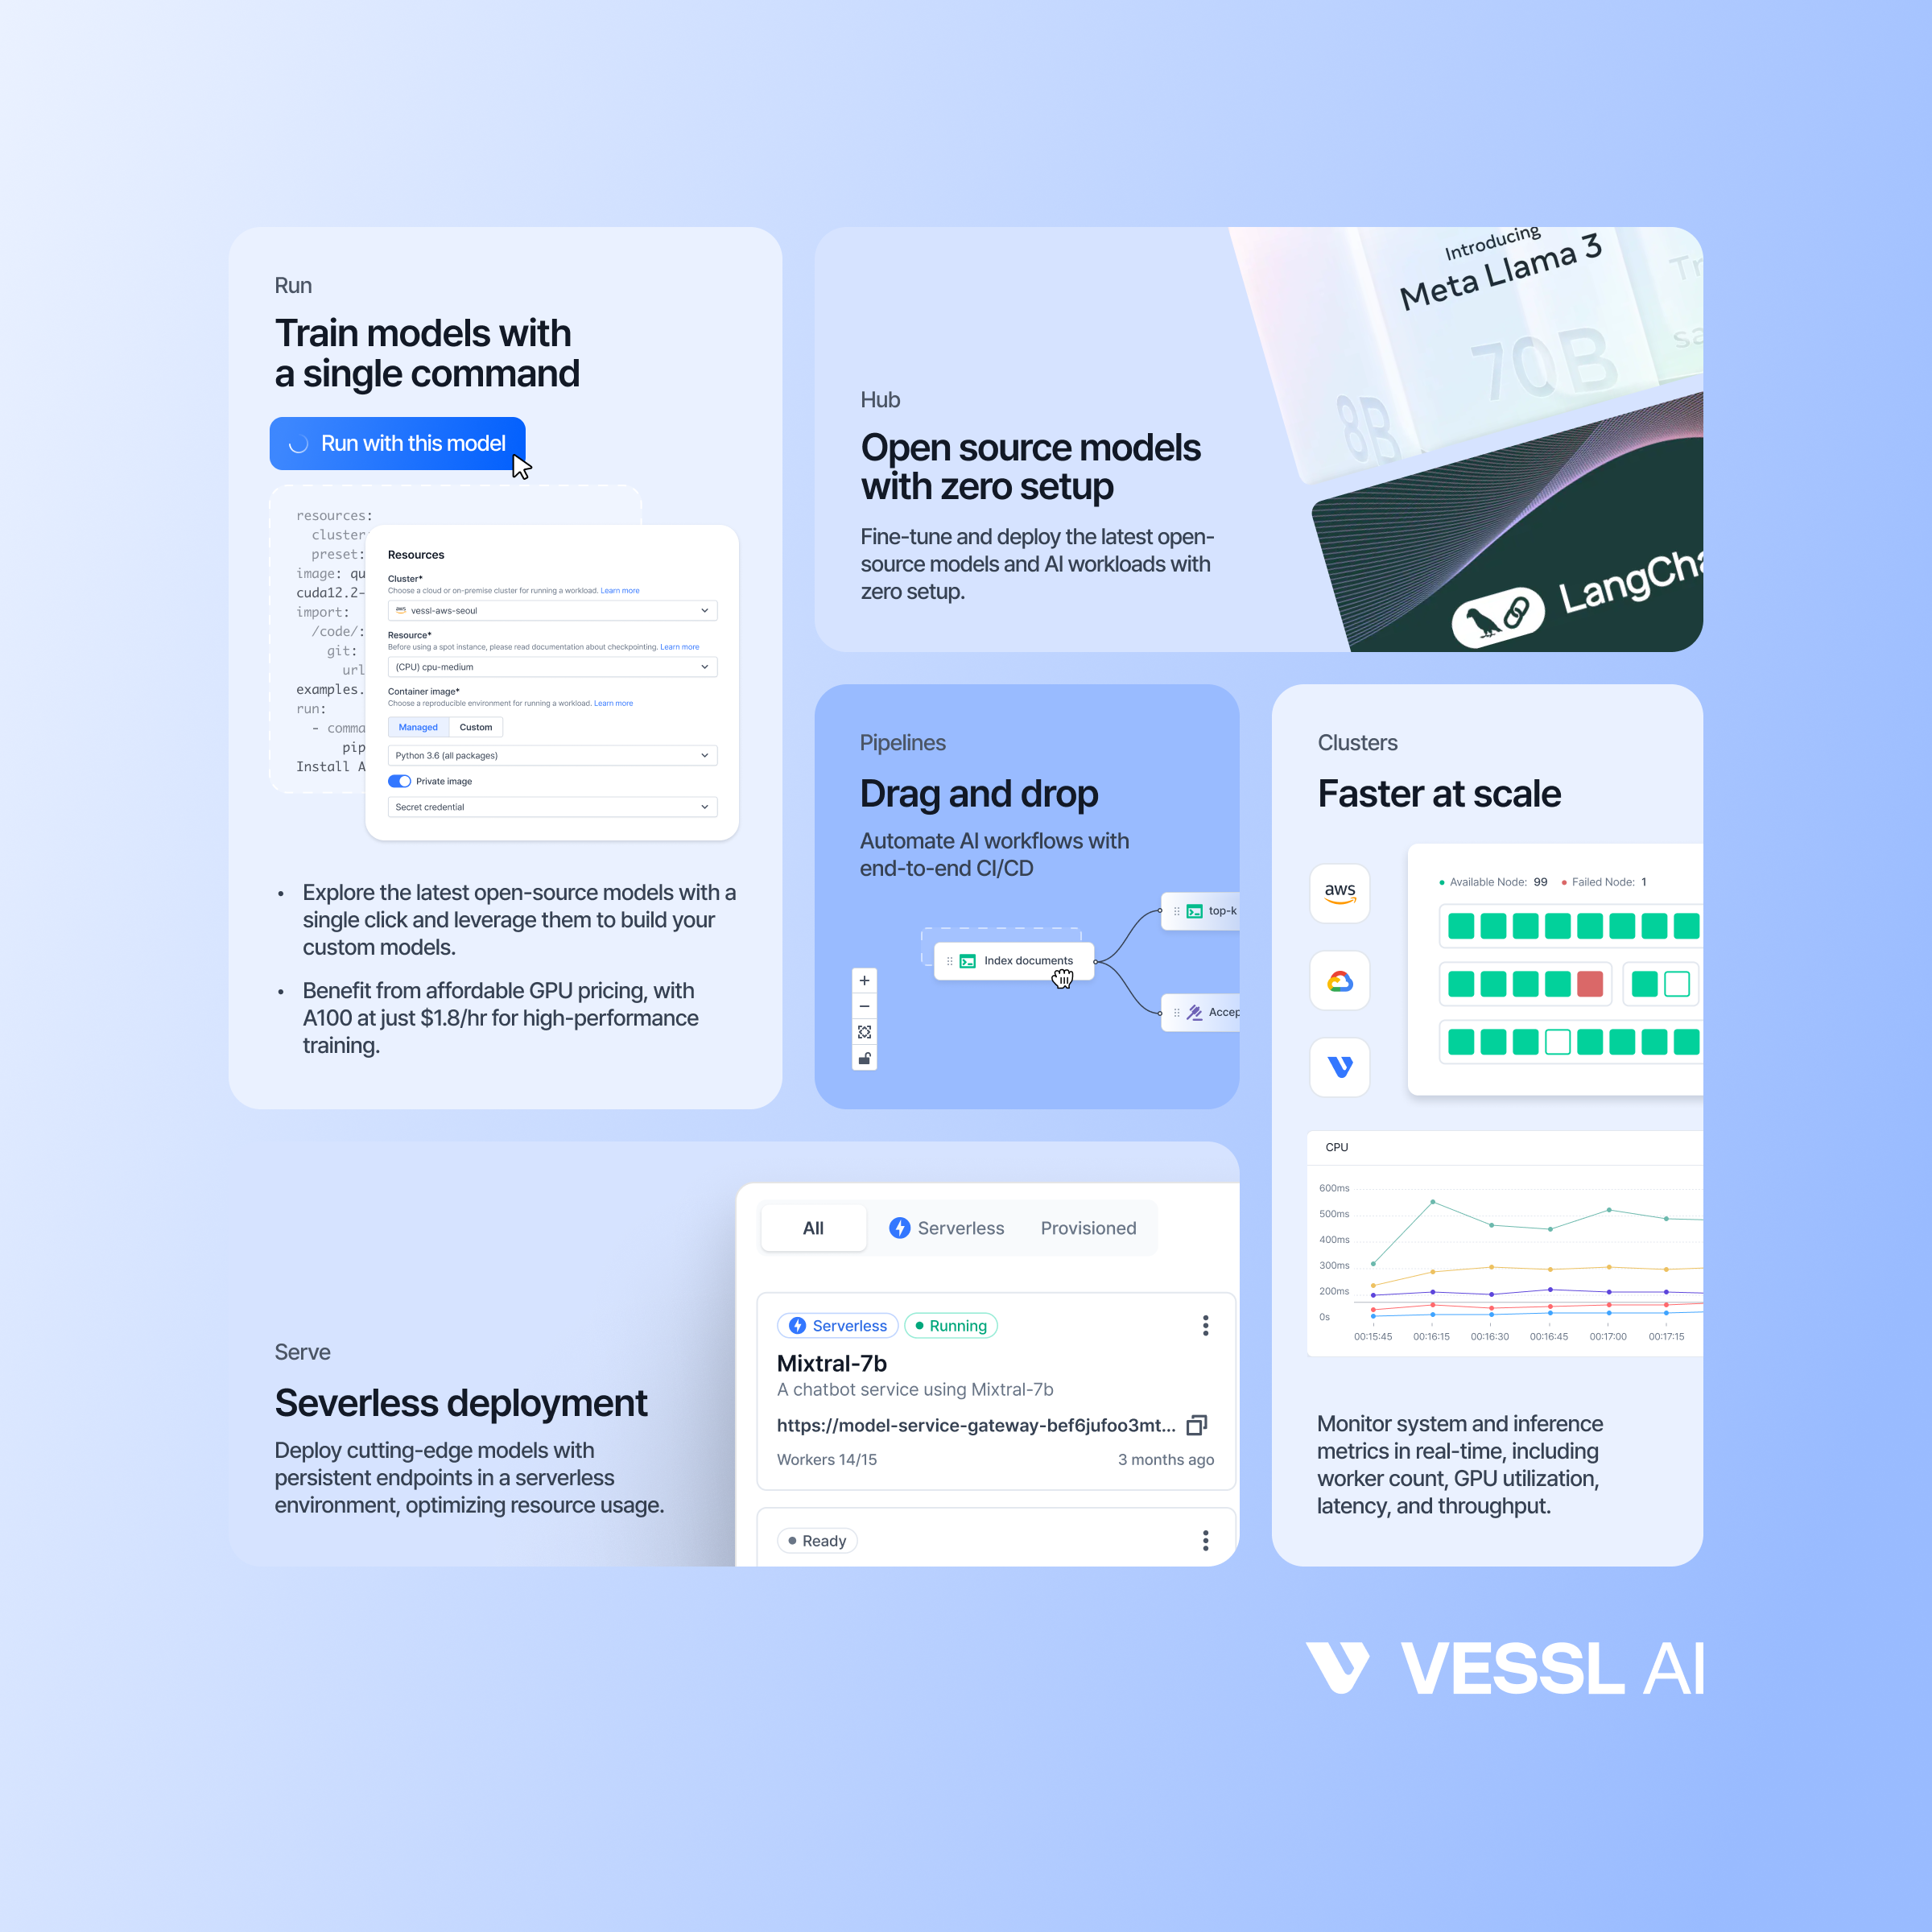 Run
Train models with
a single command
Run with this model
resources:
cluster
preset:
image: qu
cuda12.2-
import:
/code/:
git:
url
examples.
run:
- comma
pip
Install A
Resources
Cluster*
Choose a cloud or on-premise cluster for running a workload. Learn more
aws vessl-aws-seoul
Resource*
Before using a spot instance, please read documentation about checkpointing. Learn more
(CPU) cpu-medium
Container image*
Choose a reproducible environment for running a workload. Learn more
Managed Custom
Python 3.6 (all packages)
Private image
Secret credential
• Explore the latest open-source models with a
single click and leverage them to build your
custom models.
• Benefit from affordable GPU pricing, with
A100 at just $1.8/hr for high-performance
training.
Hub
Open source models
with zero setup
Fine-tune and deploy the latest open-
source models and AI workloads with
zero setup.
Introducing
Meta Llama 3
8B
70B
Tr
sa
LangCha
Pipelines
Drag and drop
Automate AI workflows with
end-to-end CI/CD
top-k
Index documents
Accep
Clusters
Faster at scale
aws
Available Node: 99 Failed Node: 1
CPU
600ms
500ms
400ms
300ms
200ms
0s
00:15:45 00:16:15 00:16:30 00:16:45 00:17:00 00:17:15
Monitor system and inference
metrics in real-time, including
worker count, GPU utilization,
latency, and throughput.
Serve
Severless deployment
Deploy cutting-edge models with
persistent endpoints in a serverless
environment, optimizing resource usage.
All Serverless Provisioned
Serverless Running
Mixtral-7b
A chatbot service using Mixtral-7b
https://model-service-gateway-bef6jufoo3mt...
Workers 14/15 3 months ago
Ready
VESSL AI